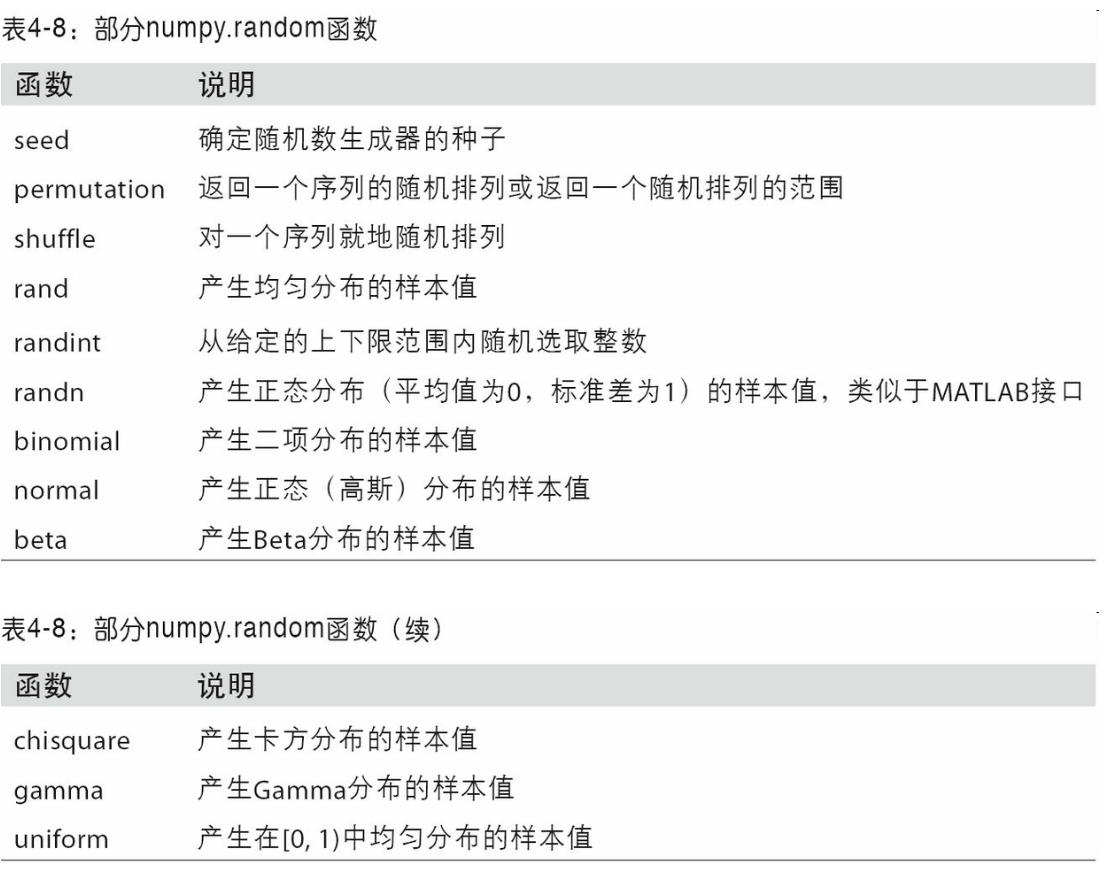 表4-8：部分numpy.random函数
函数 说明
seed 确定随机数生成器的种子
permutation 返回一个序列的随机排列或返回一个随机排列的范围
shuffle 对一个序列就地随机排列
rand 产生均匀分布的样本值
randint 从给定的上下限范围内随机选取整数
randn 产生正态分布（平均值为0，标准差为1）的样本值，类似于MATLAB接口
binomial 产生二项分布的样本值
normal 产生正态（高斯）分布的样本值
beta 产生Beta分布的样本值
表4-8：部分numpy.random函数（续）
函数 说明
chisquare 产生卡方分布的样本值
gamma 产生Gamma分布的样本值
uniform 产生在[0, 1)中均匀分布的样本值